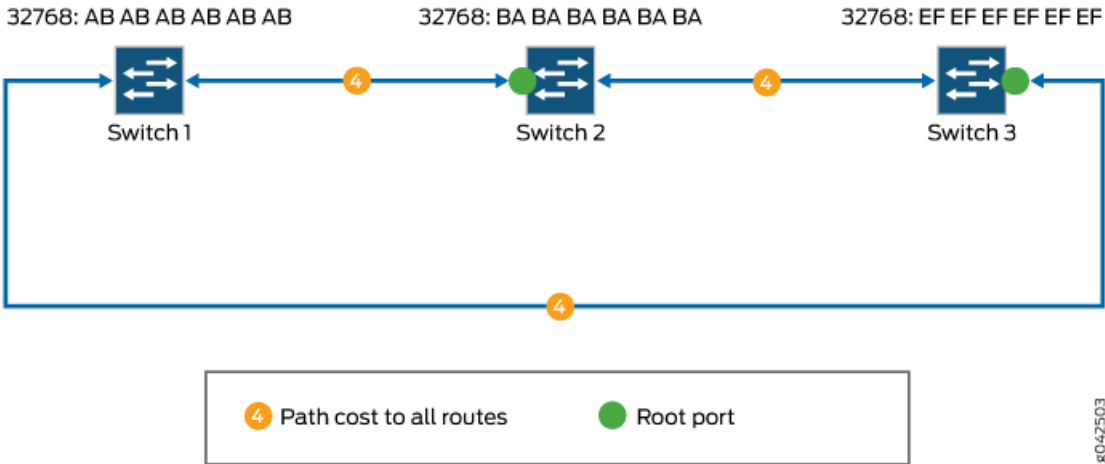 32768: AB AB AB AB AB AB
32768: BA BA BA BA BA BA
32768: EF EF EF EF EF EF
4
4
Switch 1
Switch 2
Switch 3
4
4 Path cost to all routes
Root port
g042503